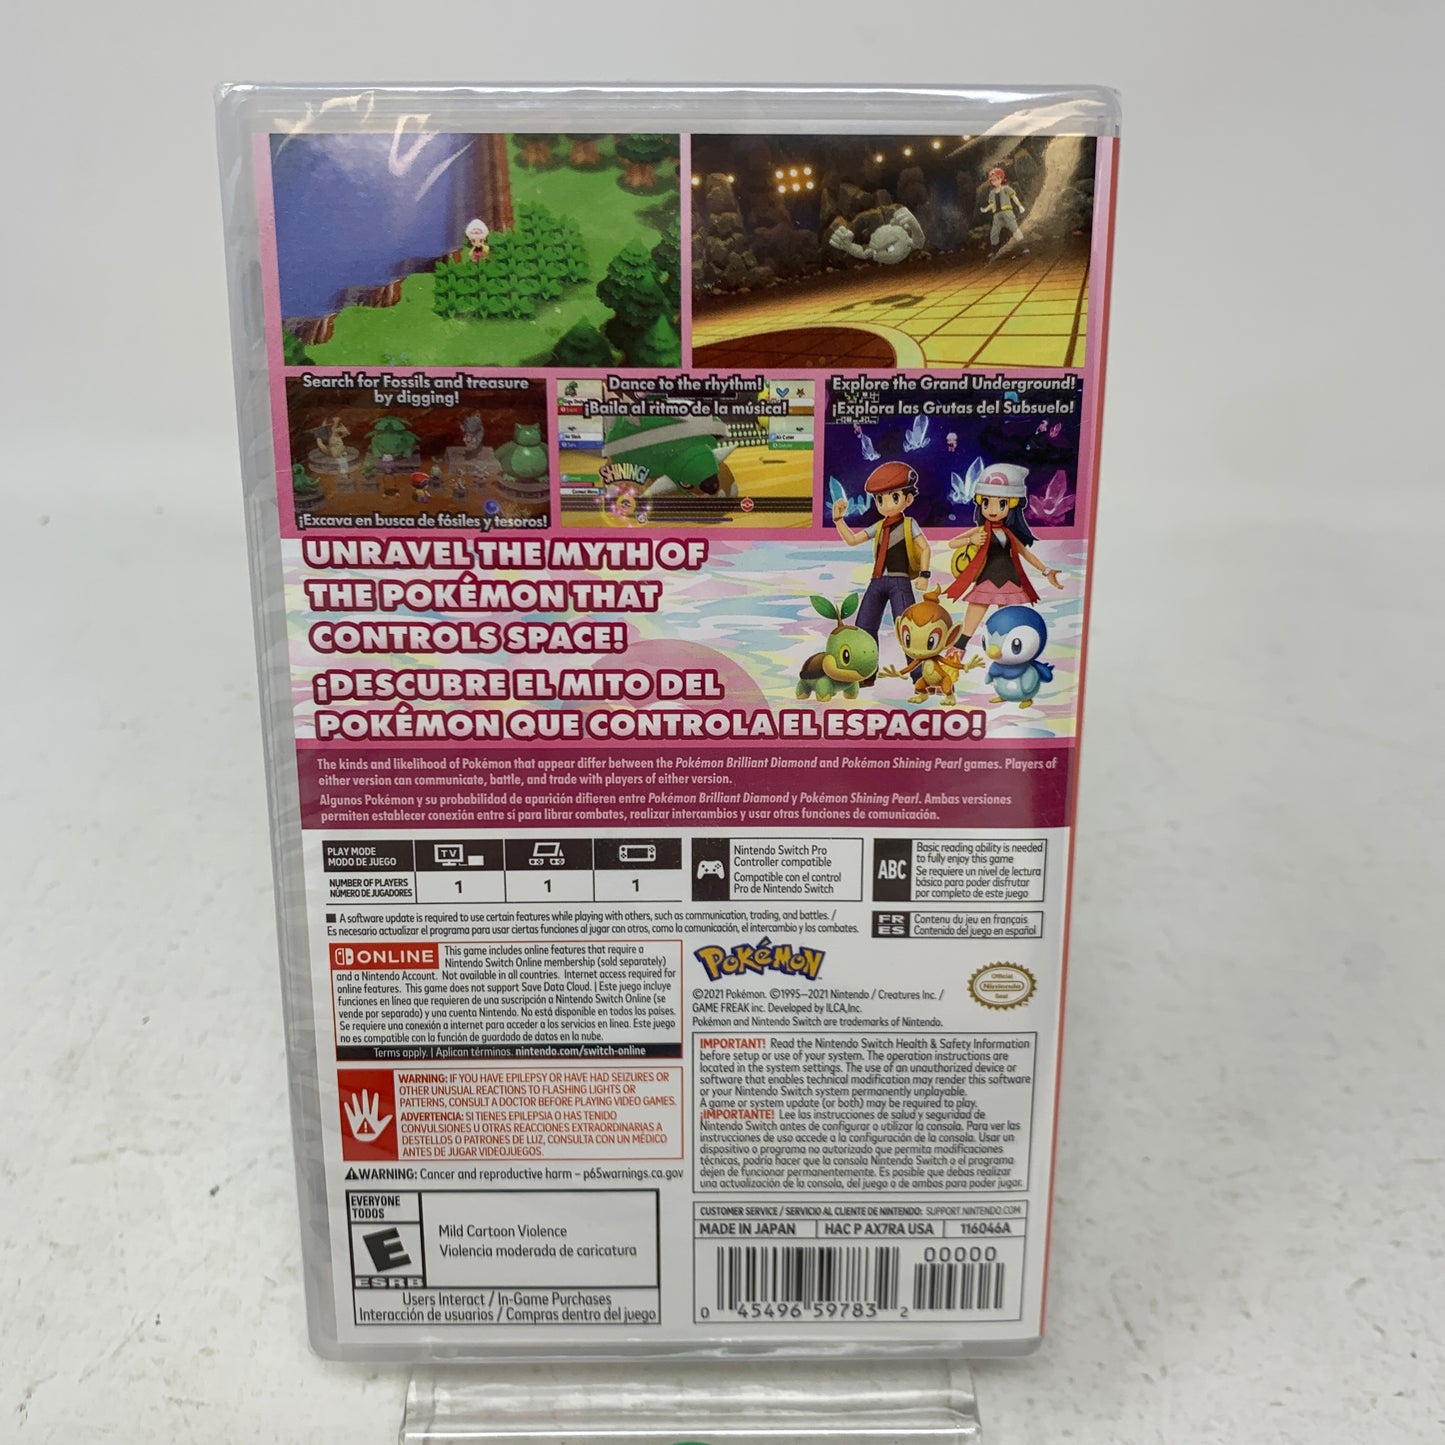 Search for Fossils and treasure
by digging!
¡Excava en busca de fósiles y tesoros!
Dance to the rhythm!
¡Baila al ritmo de la música!
SHINING!
Explore the Grand Underground!
¡Explora las Grutas del Subsuelo!
UNRAVEL THE MYTH OF
THE POKÉMON THAT
CONTROLS SPACE!
¡DESCUBRE EL MITO DEL
POKÉMON QUE CONTROLA EL ESPACIO!
The kinds and likelihood of Pokémon that appear differ between the Pokémon Brilliant Diamond and Pokémon Shining Pearl games. Players of
either version can communicate, battle, and trade with players of either version.
Algunos Pokémon y su probabilidad de aparición difieren entre Pokémon Brilliant Diamond y Pokémon Shining Pearl. Ambas versiones
permiten establecer conexión entre sí para librar combates, realizar intercambios y usar otras funciones de comunicación.
PLAY MODE
MODO DE JUEGO
TV
NUMBER OF PLAYERS
NÚMERO DE JUGADORES
1 1 1
Nintendo Switch Pro
Controller compatible
Compatible con el control
Pro de Nintendo Switch
ABC
Basic reading ability is needed
to fully enjoy this game
Se requiere un nivel de lectura
básico para poder disfrutar
por completo de este juego
A software update is required to use certain features while playing with others, such as communication, trading, and battles. /
Es necesario actualizar el programa para usar ciertas funciones al jugar con otros, como la comunicación, el intercambio y los combates.
FR
ES
Contenu du jeu en français
Contenido del juego en español
ONLINE
This game includes online features that require a
Nintendo Switch Online membership (sold separately)
and a Nintendo Account. Not available in all countries. Internet access required for
online features. This game does not support Save Data Cloud. | Este juego incluye
funciones en línea que requieren de una suscripción a Nintendo Switch Online (se
vende por separado) y una cuenta Nintendo. No está disponible en todos los países.
Se requiere una conexión a internet para acceder a los servicios en línea. Este juego
no es compatible con la función de guardado de datos en la nube.
Terms apply. | Aplican términos. nintendo.com/switch-online
POKéMON
©2021 Pokémon. ©1995–2021 Nintendo / Creatures Inc. /
GAME FREAK inc. Developed by ILCA,Inc.
Pokémon and Nintendo Switch are trademarks of Nintendo.
Official
Nintendo
Seal
WARNING: IF YOU HAVE EPILEPSY OR HAVE HAD SEIZURES OR
OTHER UNUSUAL REACTIONS TO FLASHING LIGHTS OR
PATTERNS, CONSULT A DOCTOR BEFORE PLAYING VIDEO GAMES.
ADVERTENCIA: SI TIENES EPILEPSIA O HAS TENIDO
CONVULSIONES U OTRAS REACCIONES EXTRAORDINARIAS A
DESTELLOS O PATRONES DE LUZ, CONSULTA CON UN MÉDICO
ANTES DE JUGAR VIDEOJUEGOS.
WARNING: Cancer and reproductive harm – p65warnings.ca.gov
IMPORTANT! Read the Nintendo Switch Health & Safety Information
before setup or use of your system. The operation instructions are
located in the system settings. The use of an unauthorized device or
software that enables technical modification may render this software
or your Nintendo Switch system permanently unplayable.
A game or system update (or both) may be required to play.
¡IMPORTANTE! Lee las instrucciones de salud y seguridad de
Nintendo Switch antes de configurar o utilizar la consola. Para ver las
instrucciones de uso accede a la configuración de la consola. Usar un
dispositivo o programa no autorizado que permita modificaciones
técnicas, podría hacer que la consola Nintendo Switch o el programa
dejen de funcionar permanentemente. Es posible que debas realizar
una actualización de la consola, del juego o de ambos para poder jugar.
EVERYONE
TODOS
E
ESRB
Mild Cartoon Violence
Violencia moderada de caricatura
Users Interact / In-Game Purchases
Interacción de usuarios / Compras dentro del juego
CUSTOMER SERVICE / SERVICIO AL CLIENTE DE NINTENDO: SUPPORT.NINTENDO.COM
MADE IN JAPAN HAC P AX7RA USA 116046A
00000
0 45496 59783 2